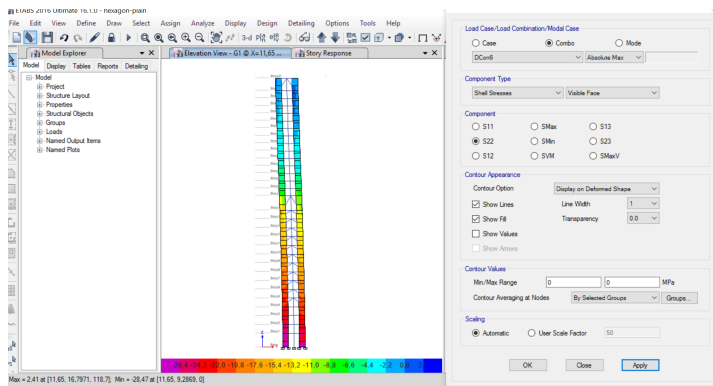 ETABS 2016 Ultimate 16.1.0 - hexagon-plain
File Edit View Define Draw Select Assign Analyze Display Design Detailing Options Tools Help
3-d
Model Explorer
Elevation View - G1 @ X=11,65 ...
Story Response
Model Display Tables Reports Detailing
Model
Project
Structure Layout
Properties
Structural Objects
Groups
Loads
Named Output Items
Named Plots
-26,4 -24,2 -22,0 -19,8 -17,6 -15,4 -13,2 -11,0 -8,8 -6,6 -4,4 -2,2 0,0
Max = 2.41 at [11,65, 16,7971, 118,7]; Min = -28.47 at [11,65, 9,2869, 0]
Load Case/Load Combination/Modal Case
Case Combo Mode
DCon6 Absolute Max
Component Type
Shell Stresses Visible Face
Component
S11 SMax S13
S22 SMin S23
S12 SVM SMaxV
Contour Appearance
Contour Option Display on Deformed Shape
Show Lines Line Width 1
Show Fill Transparency 0.0
Show Values
Show Arrows
Contour Values
Min/Max Range 0 0 MPa
Contour Averaging at Nodes By Selected Groups Groups...
Scaling
Automatic User Scale Factor 50
OK Close Apply